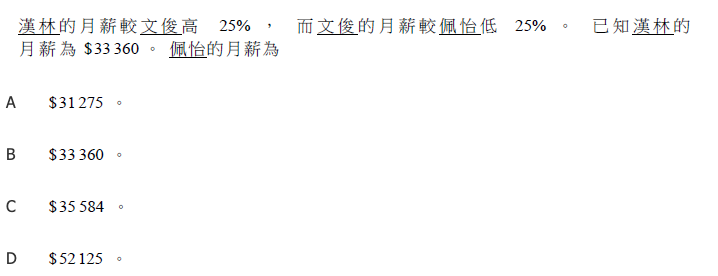 漢林的月薪較文俊高 25% ， 而文俊的月薪較佩怡低 25% 。 已知漢林的
月薪為 $33 360 。 佩怡的月薪為
A $31 275 。
B $33 360 。
C $35 584 。
D $52 125 。